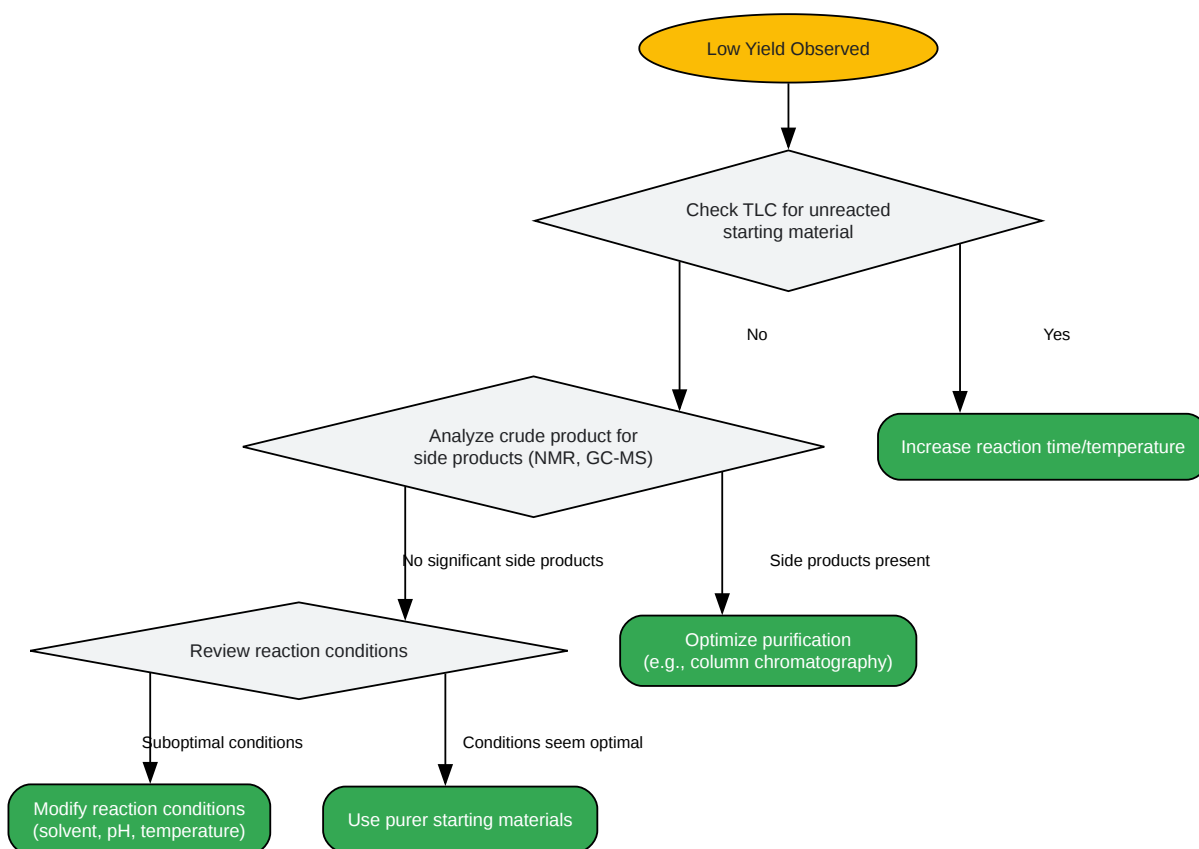 Low Yield Observed
Check TLC for unreacted
starting material
No
Yes
Analyze crude product for
side products (NMR, GC-MS)
Increase reaction time/temperature
No significant side products
Side products present
Review reaction conditions
Optimize purification
(e.g., column chromatography)
Suboptimal conditions
Conditions seem optimal
Modify reaction conditions
(solvent, pH, temperature)
Use purer starting materials